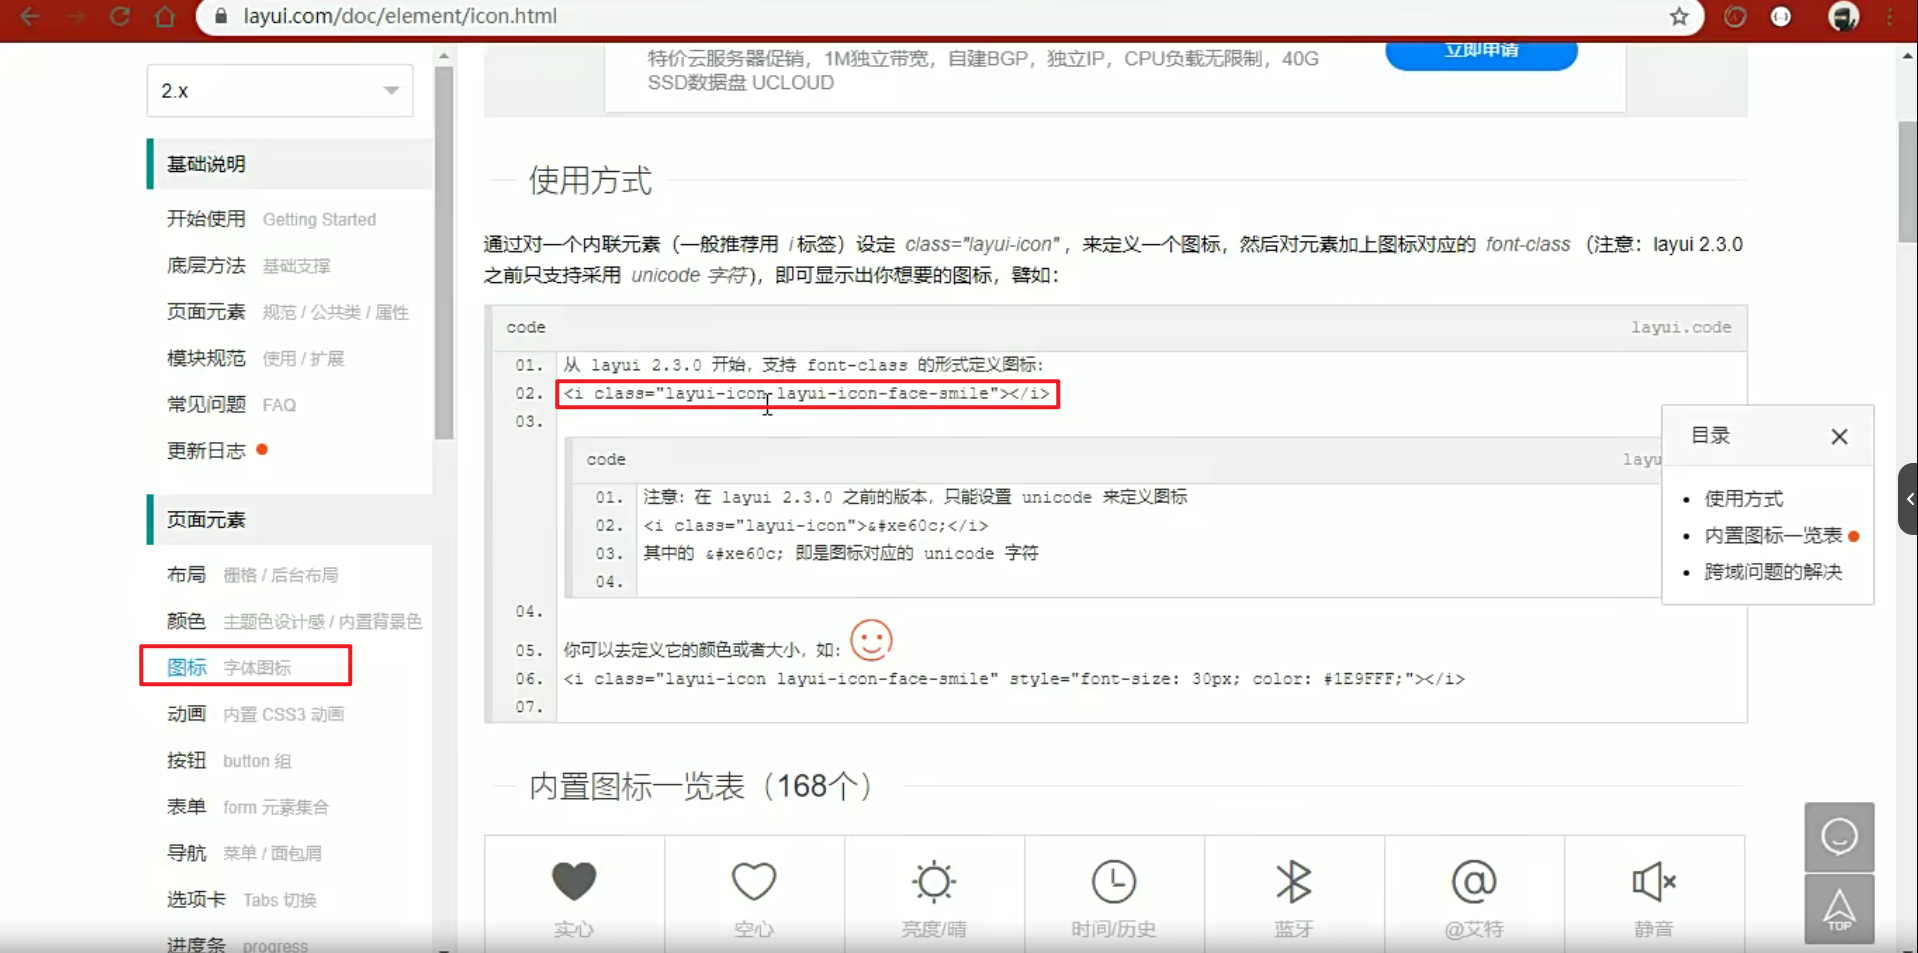 layui.com/doc/element/icon.html
特价云服务器促销，1M独立带宽，自建BGP，独立IP，CPU负载无限制，40G
SSD数据盘 UCLOUD
立即申请
2.x
基础说明
开始使用 Getting Started
底层方法 基础支撑
页面元素 规范 / 公共类 / 属性
模块规范 使用 / 扩展
常见问题 FAQ
更新日志
页面元素
布局 栅格 / 后台布局
颜色 主题色设计感 / 内置背景色
图标 字体图标
动画 内置 CSS3 动画
按钮 button 组
表单 form 元素集合
导航 菜单 / 面包屑
选项卡 Tabs 切换
进度条 progress
使用方式
通过对一个内联元素（一般推荐用 i 标签）设定 class="layui-icon"，来定义一个图标，然后对元素加上图标对应的 font-class（注意：layui 2.3.0
之前只支持采用 unicode 字符)，即可显示出你想要的图标，譬如：
code layui.code
01. 从 layui 2.3.0 开始，支持 font-class 的形式定义图标：
02. <i class="layui-icon layui-icon-face-smile"></i>
03.
code layu
01. 注意：在 layui 2.3.0 之前的版本，只能设置 unicode 来定义图标
02. <i class="layui-icon">&#xe60c;</i>
03. 其中的 &#xe60c; 即是图标对应的 unicode 字符
04.
04.
05. 你可以去定义它的颜色或者大小，如：
06. <i class="layui-icon layui-icon-face-smile" style="font-size: 30px; color: #1E9FFF;"></i>
07.
内置图标一览表（168个）
实心
空心
亮度/晴
时间/历史
蓝牙
@艾特
静音
目录
使用方式
内置图标一览表
跨域问题的解决
TOP